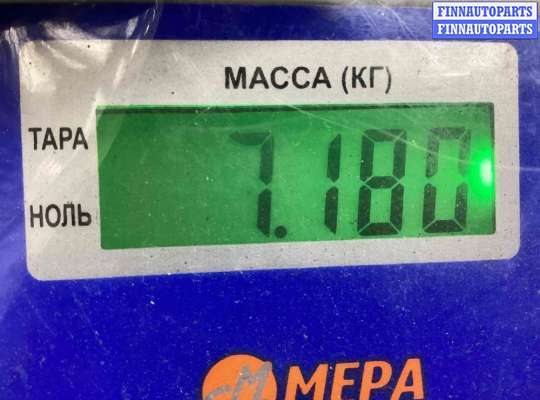 FINNAUTOPARTS
FINNAUTOPARTS
МАССА (КГ)
ТАРА
7.180
НОЛЬ
МЕРА